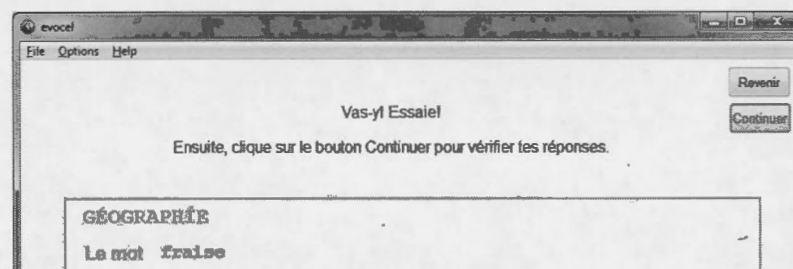 evocel
File Options Help
Revenir
Vas-y! Essaie!
Continuer
Ensuite, clique sur le bouton Continuer pour vérifier tes réponses.
GÉOGRAPHIE
Le mot fraise